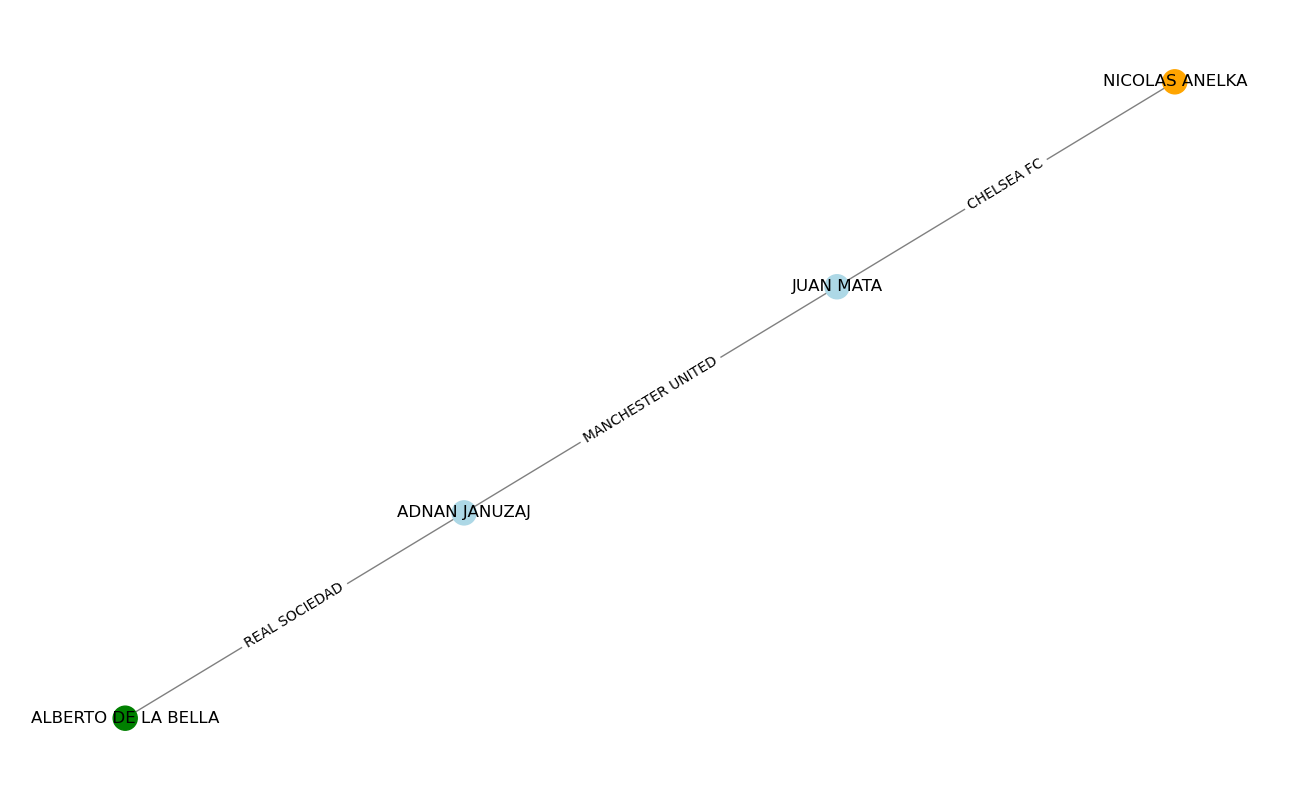 NICOLAS ANELKA
CHELSEA FC
JUAN MATA
MANCHESTER UNITED
ADNAN JANUZAJ
REAL SOCIEDAD
ALBERTO DE LA BELLA